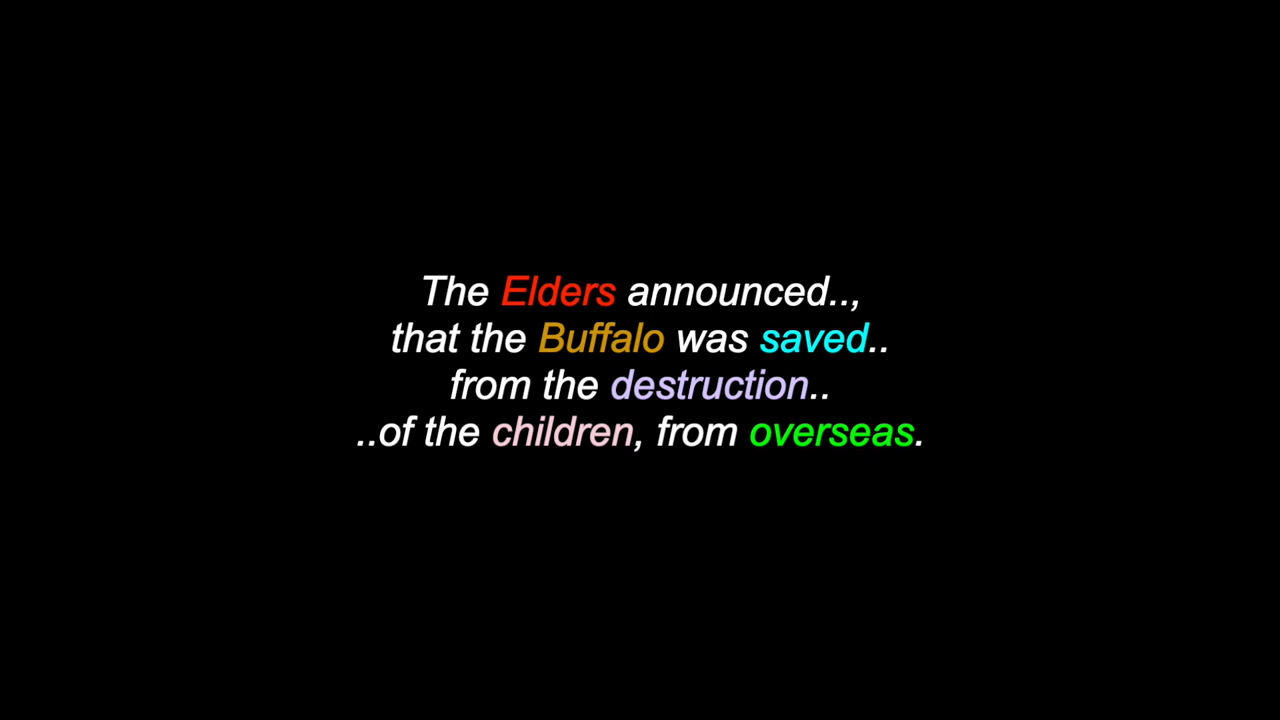 The Elders announced..,
that the Buffalo was saved..
from the destruction..
..of the children, from overseas.